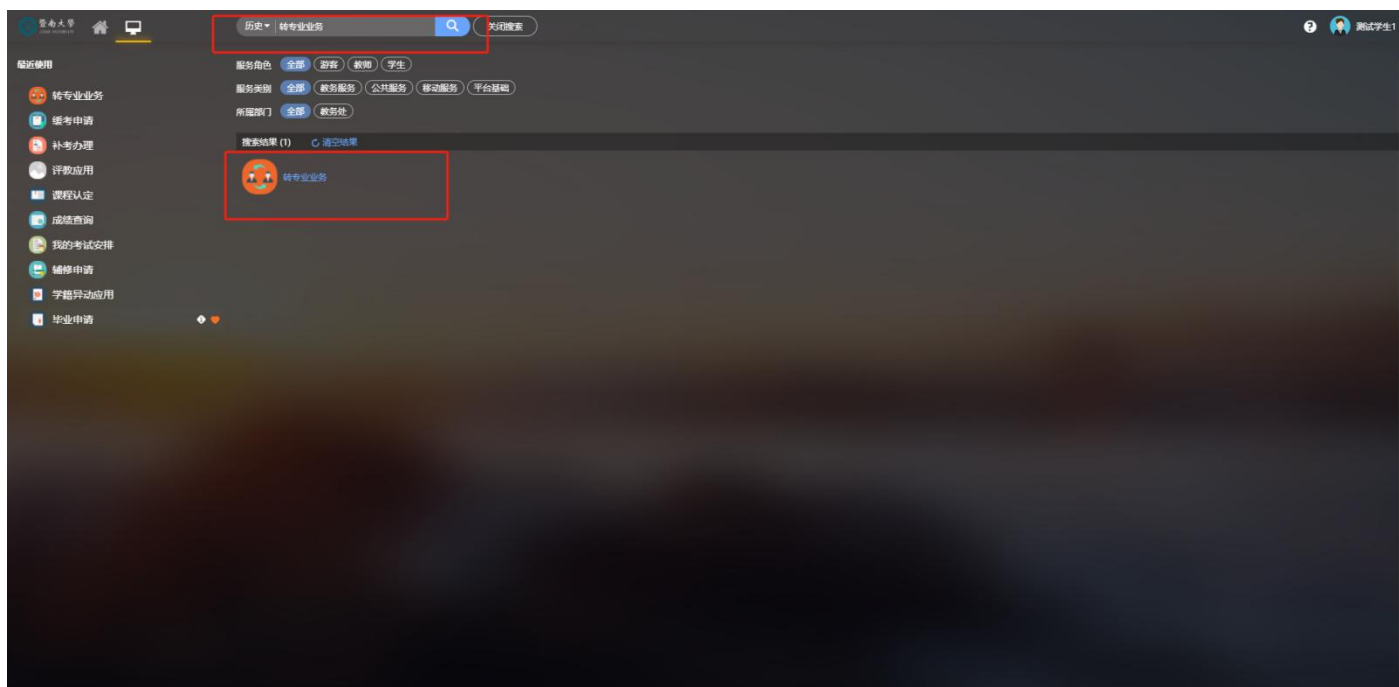 暨南大学
历史 转专业业务
关闭搜索
测试学生1
最近使用
转专业业务
缓考申请
补考办理
评教应用
课程认定
成绩查询
我的考试安排
辅修申请
学籍异动应用
毕业申请
服务角色 全部 游客 教师 学生
服务类别 全部 教务服务 公共服务 移动服务 平台基础
所属部门 全部 教务处
搜索结果 (1) 清空结果
转专业业务